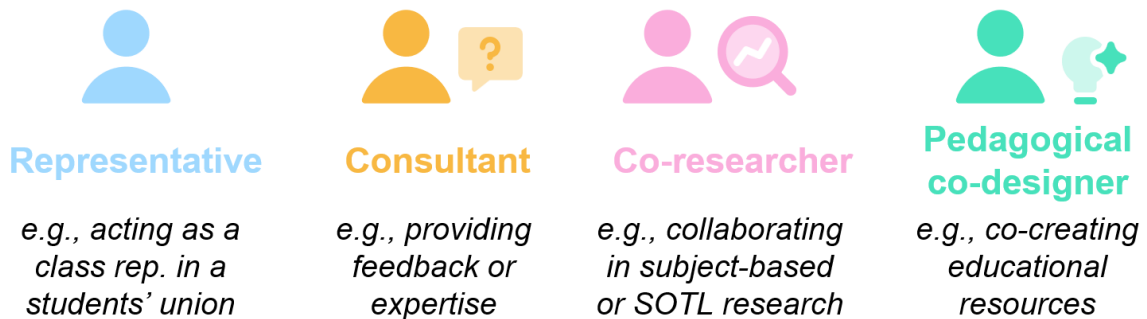 ?
Representative
e.g., acting as a
class rep. in a
students’ union
Consultant
e.g., providing
feedback or
expertise
Co-researcher
e.g., collaborating
in subject-based
or SOTL research
Pedagogical
co-designer
e.g., co-creating
educational
resources